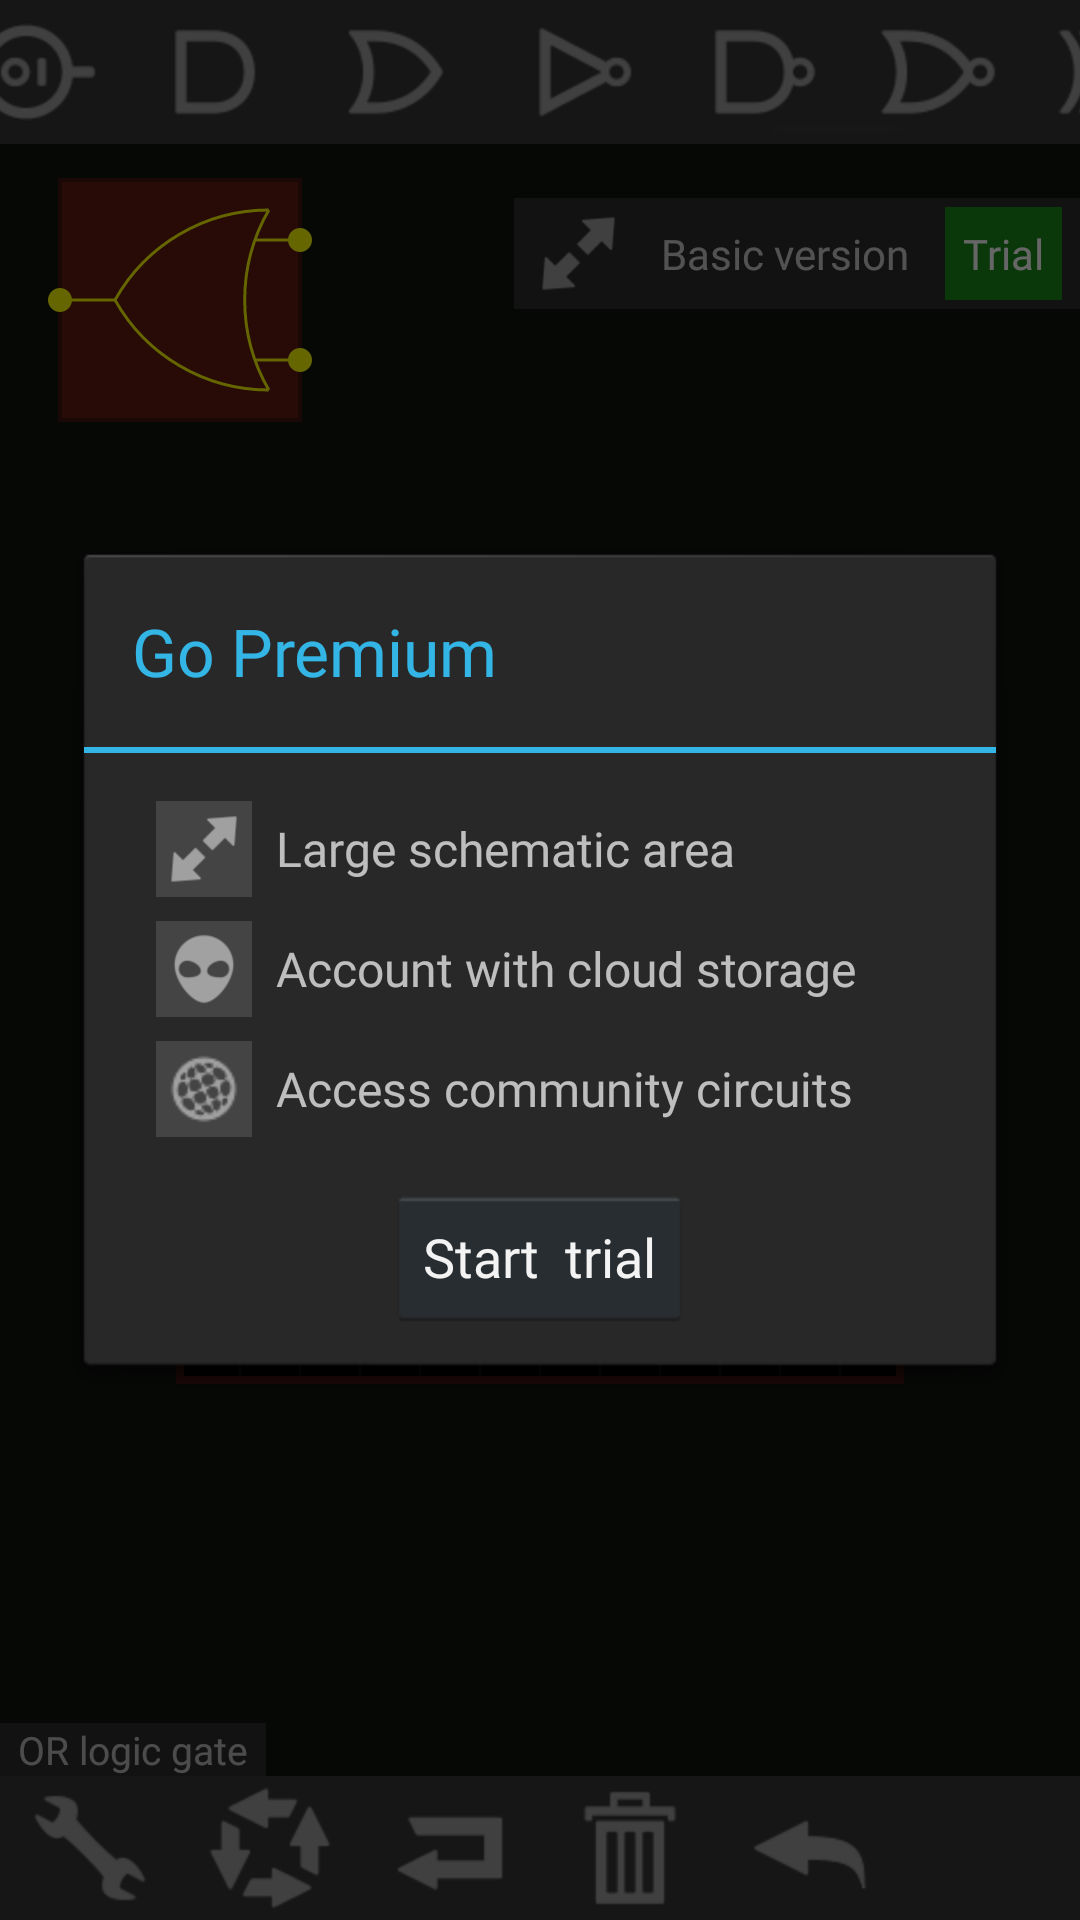 Basic version
Trial
Go Premium
Large schematic area
Account with cloud storage
Access community circuits
Start trial
OR logic gate